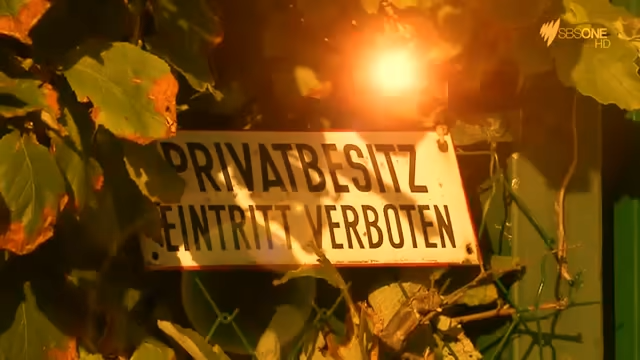 SBS ONE
HD
PRIVATBESITZ
EINTRITT VERBOTEN